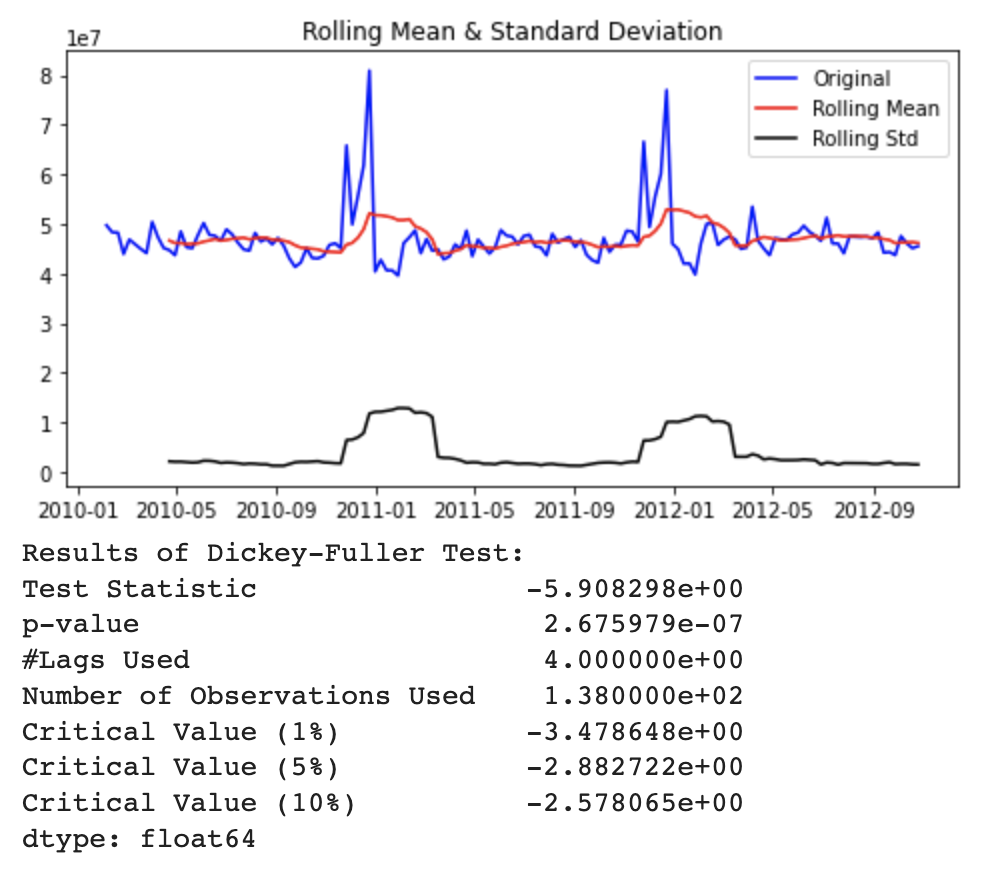 Rolling Mean & Standard Deviation
1e7
Original
Rolling Mean
Rolling Std
8
7
6
5
4
3
2
1
0
2010-01 2010-05 2010-09 2011-01 2011-05 2011-09 2012-01 2012-05 2012-09
Results of Dickey-Fuller Test:
Test Statistic -5.908298e+00
p-value 2.675979e-07
#Lags Used 4.000000e+00
Number of Observations Used 1.380000e+02
Critical Value (1%) -3.478648e+00
Critical Value (5%) -2.882722e+00
Critical Value (10%) -2.578065e+00
dtype: float64